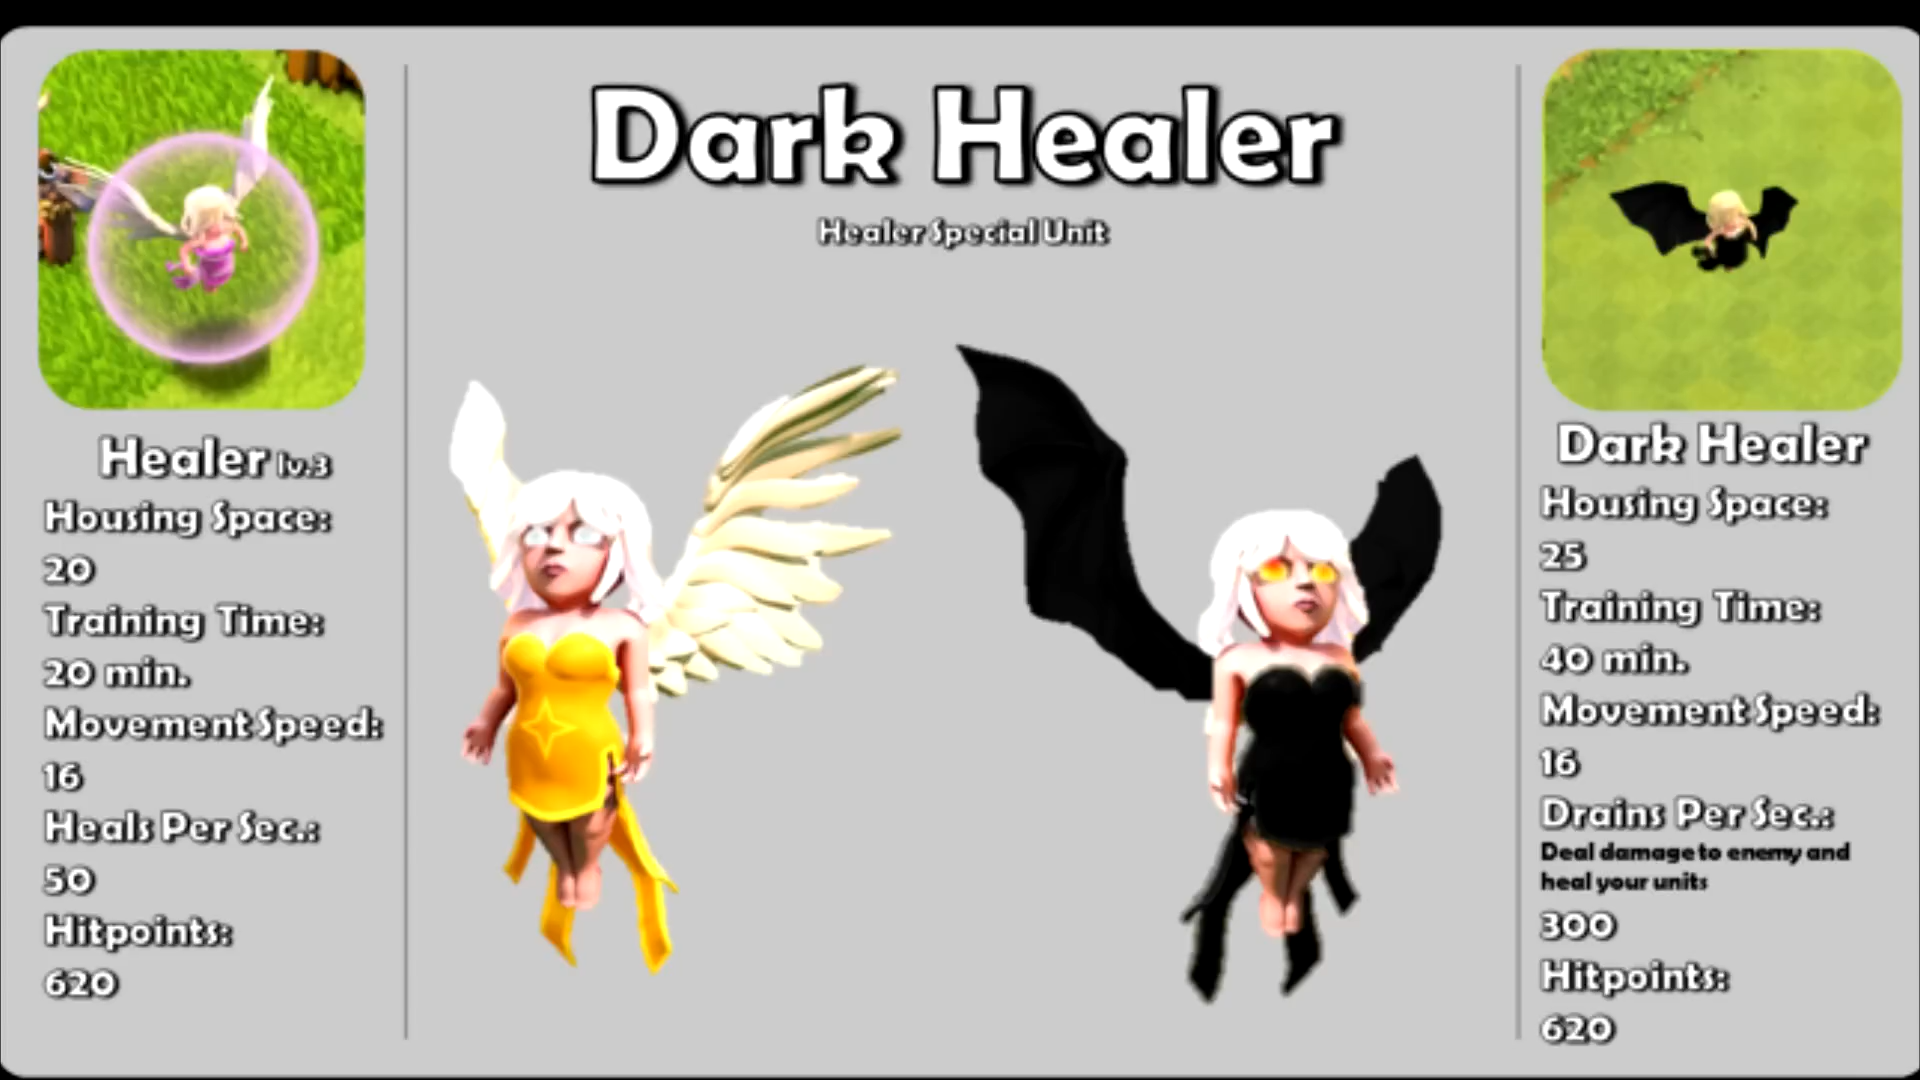 Dark Healer
Healer Special Unit
Healer lv.3
Housing Space:
20
Training Time:
20 min.
Movement Speed:
16
Heals Per Sec.:
50
Hitpoints:
620
Dark Healer
Housing Space:
25
Training Time:
40 min.
Movement Speed:
16
Drains Per Sec.:
Deal damage to enemy and
heal your units
300
Hitpoints:
620